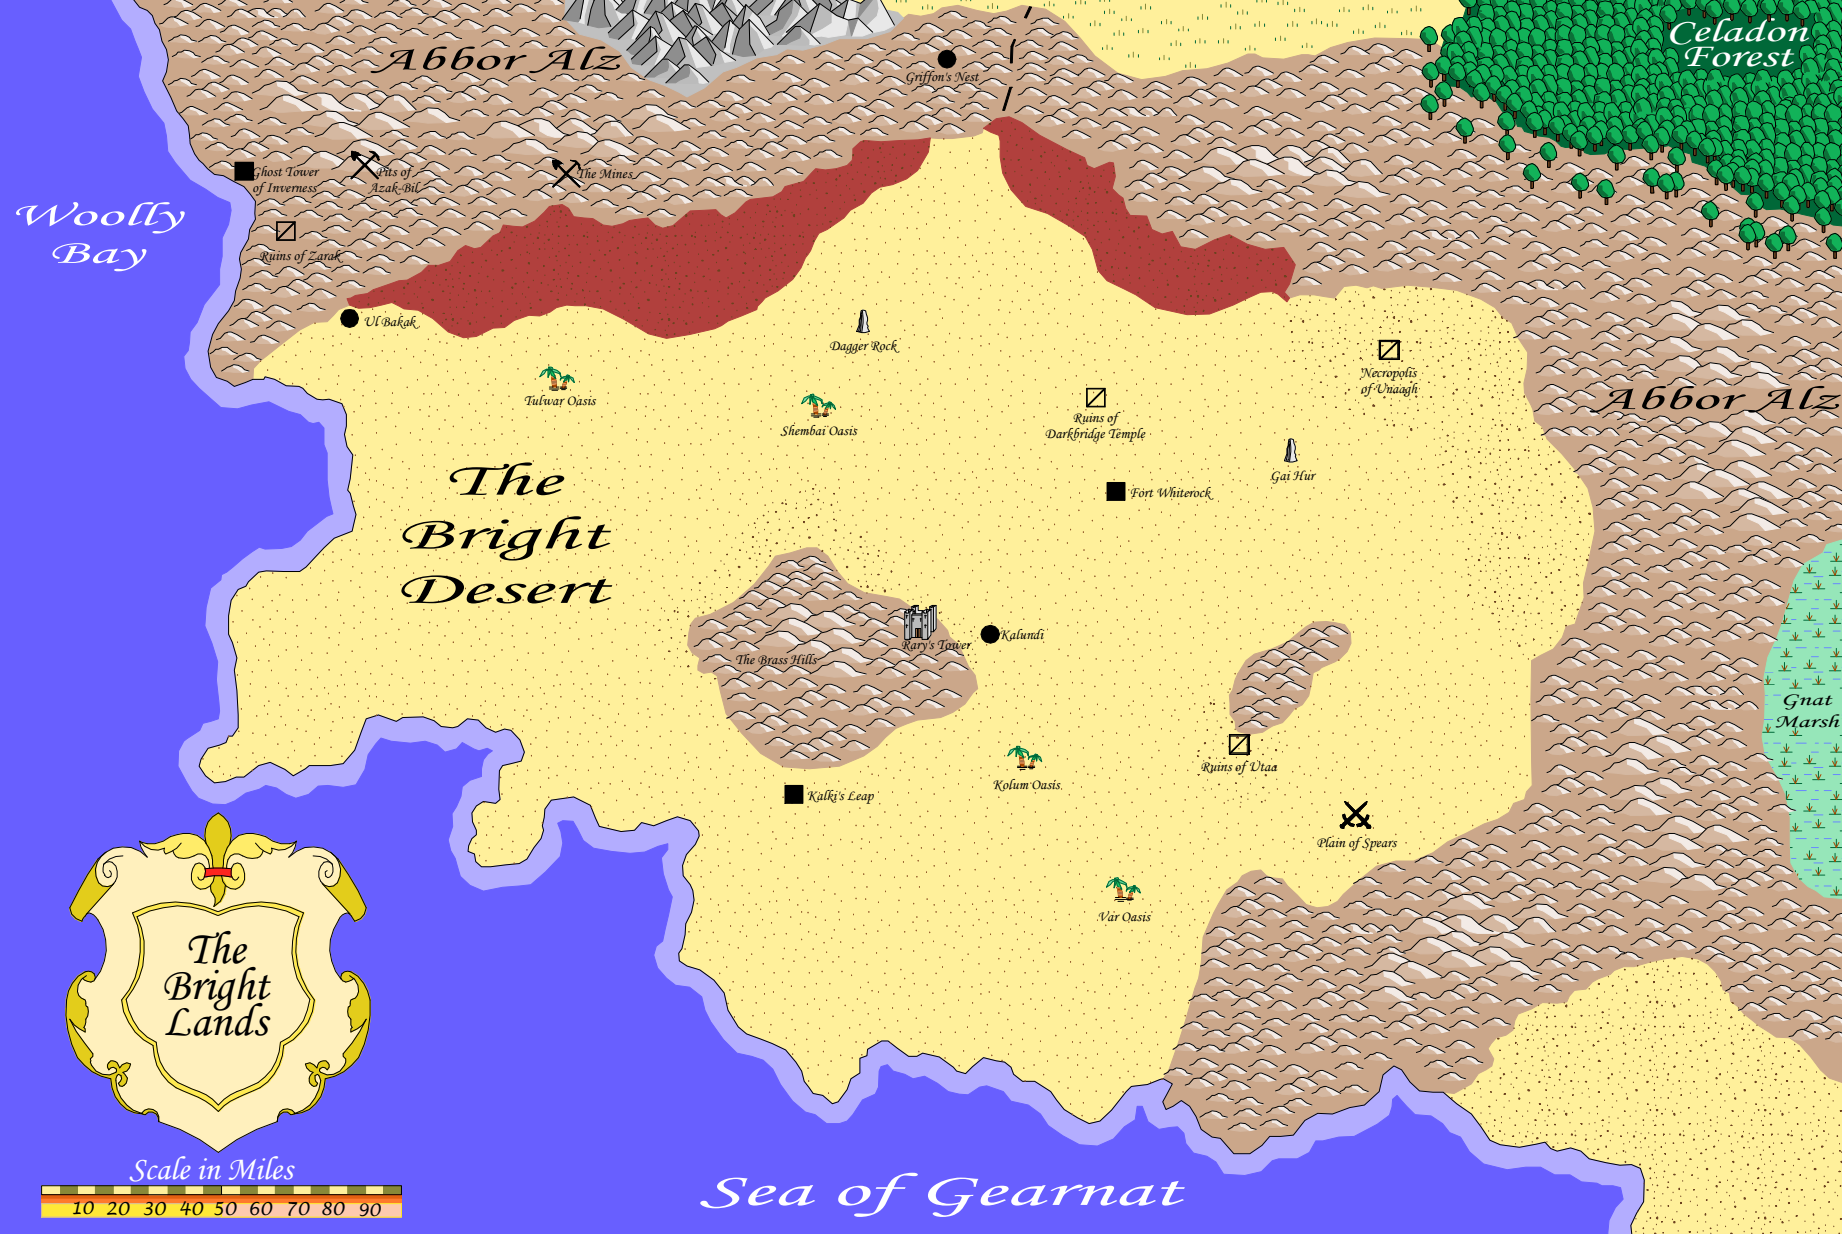 Celadon
Forest
Abbor Alz
Griffon's Nest
Ghost Tower
of Inverness
Pits of
Azak-Bil
The Mines
Woolly
Bay
Ruins of Zarak
Ul Bakak
Dagger Rock
Necropolis
of Unaagh
Tulwar Oasis
Shembai Oasis
Ruins of
Darkbridge Temple
Abbor Alz
Gai Hur
Fort Whiterock
The
Bright
Desert
Rary's Tower
Kalundi
The Brass Hills
Gnat
Marsh
Ruins of Utaa
Kolum Oasis
Kalki's Leap
Plain of Spears
Var Oasis
The
Bright
Lands
Scale in Miles
10 20 30 40 50 60 70 80 90
Sea of Gearnat